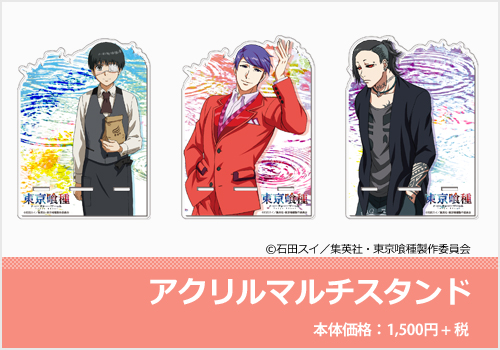 東京喰種
東京喰種
東京喰種
©石田スイ／集英社・東京喰種製作委員会
アクリルマルチスタンド
本体価格：1,500円＋税